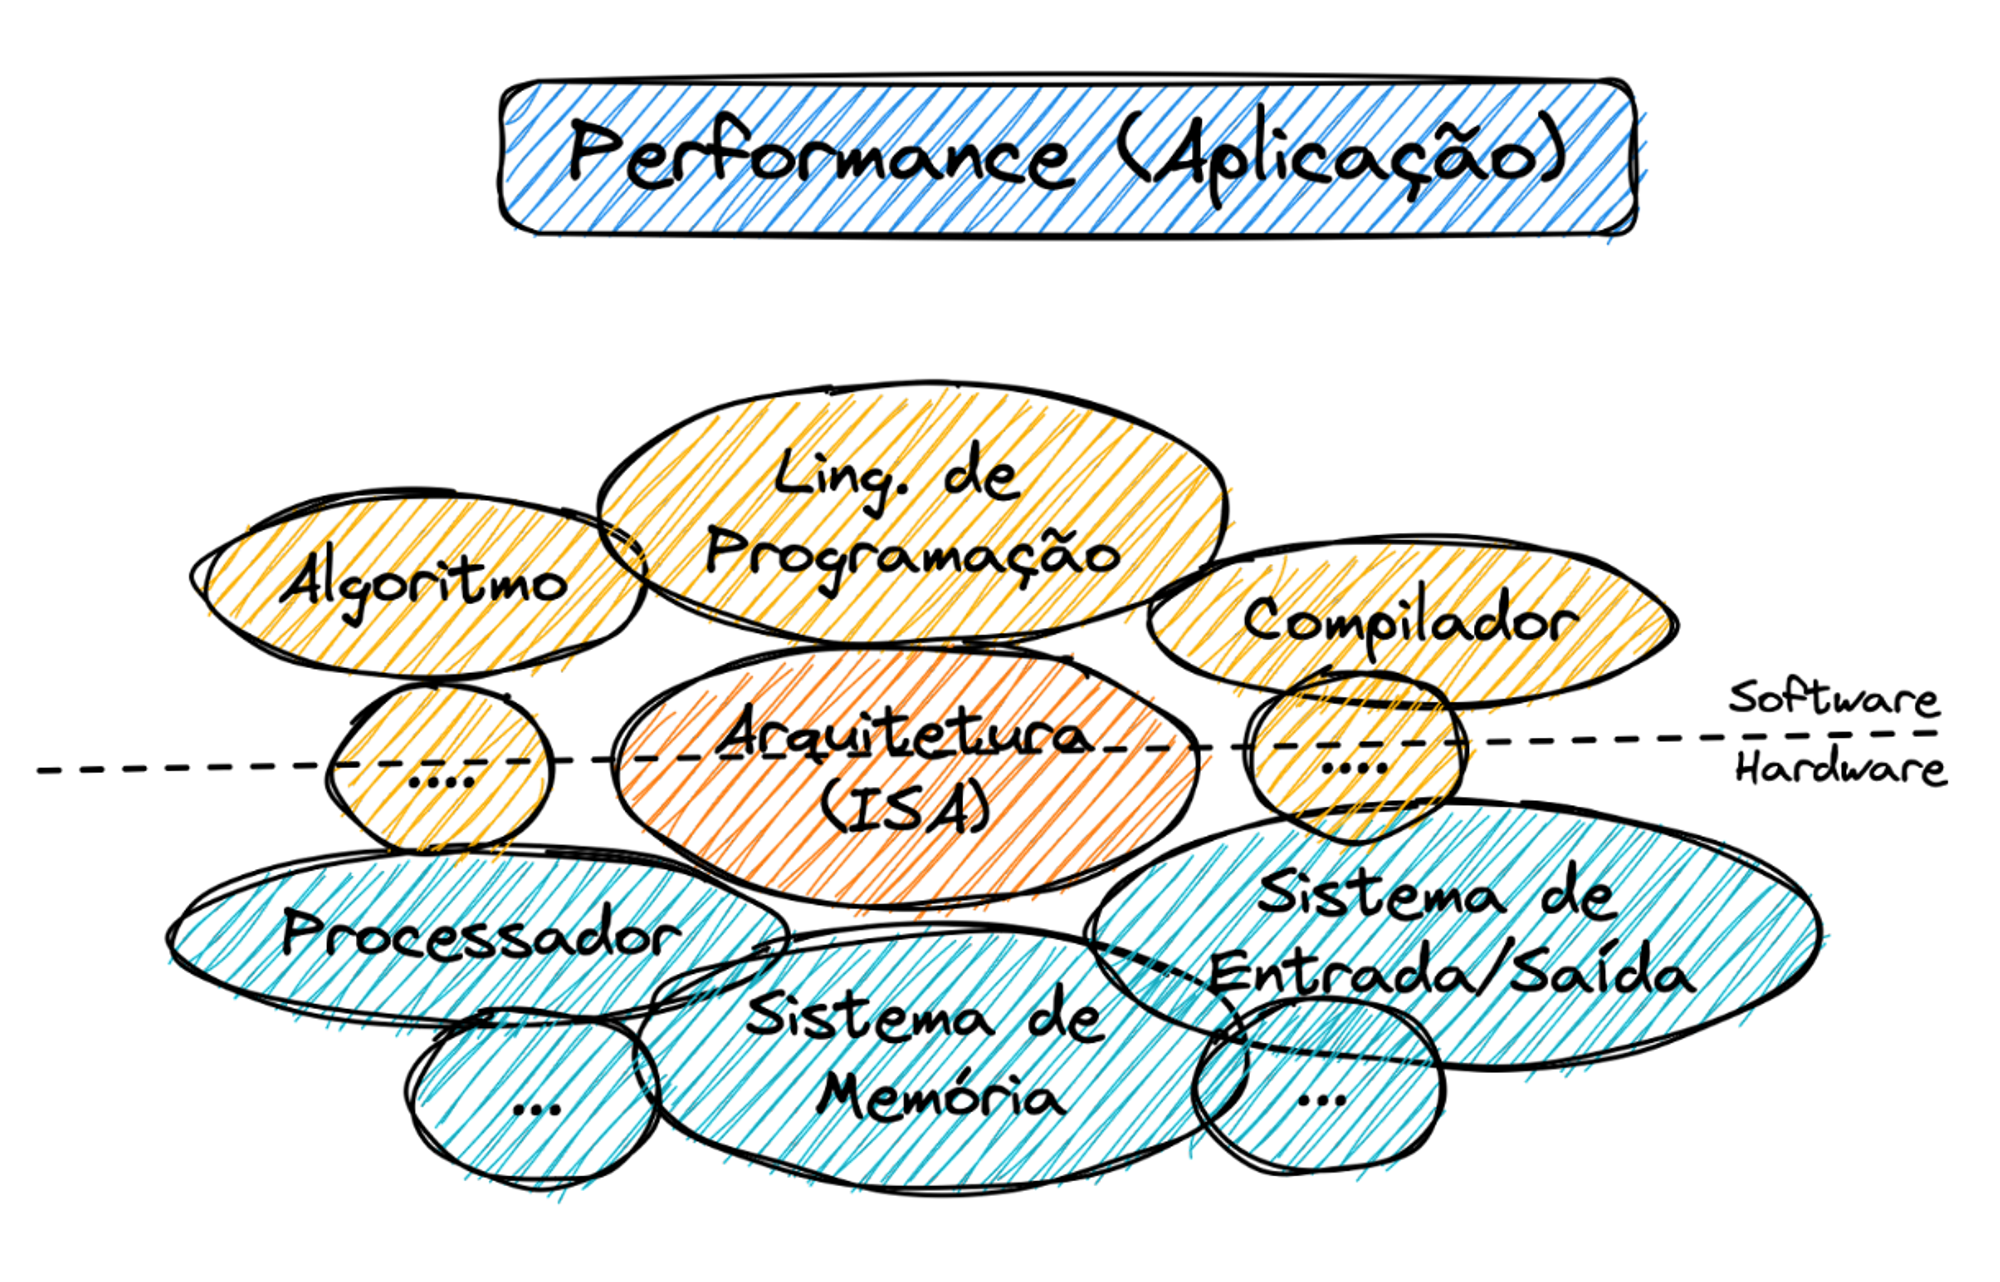 Performance (Aplicação)
Ling. de
Programação
Algoritmo
Compilador
Software
Arquitetura
(ISA)
....
....
Hardware
Processador
Sistema de
Entrada/Saída
Sistema de
Memória
...
...